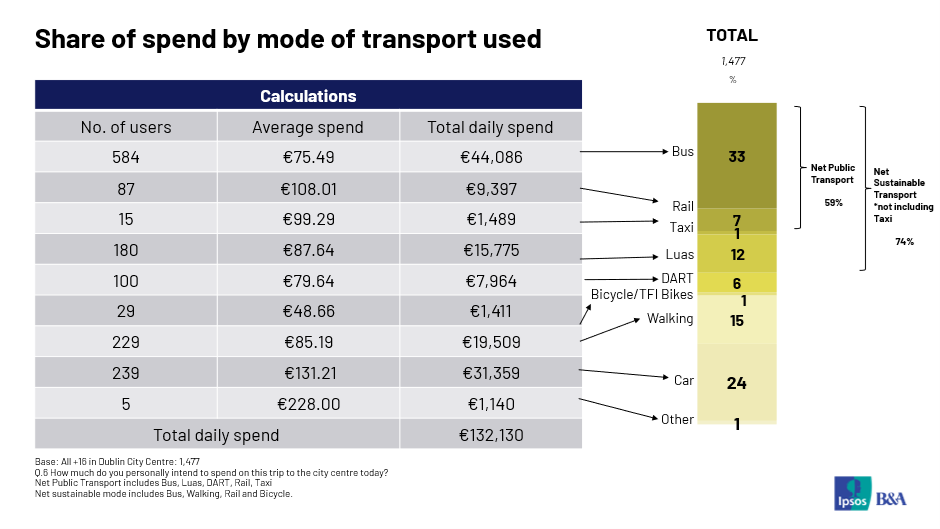 Share of spend by mode of transport used
TOTAL
1,477
%
Calculations
No. of users Average spend Total daily spend
584 €75.49 €44,086
87 €108.01 €9,397
15 €99.29 €1,489
180 €87.64 €15,775
100 €79.64 €7,964
29 €48.66 €1,411
229 €85.19 €19,509
239 €131.21 €31,359
5 €228.00 €1,140
Total daily spend €132,130
Bus 33
Rail 7
Taxi 1
Luas 12
DART 6
Bicycle/TFI Bikes 1
Walking 15
Car 24
Other 1
Net Public
Transport
59%
Net
Sustainable
Transport
*not including
Taxi
74%
Base: All +16 in Dublin City Centre: 1,477
Q.6 How much do you personally intend to spend on this trip to the city centre today?
Net Public Transport includes Bus, Luas, DART, Rail, Taxi
Net sustainable mode includes Bus, Walking, Rail and Bicycle.
Ipsos B&A